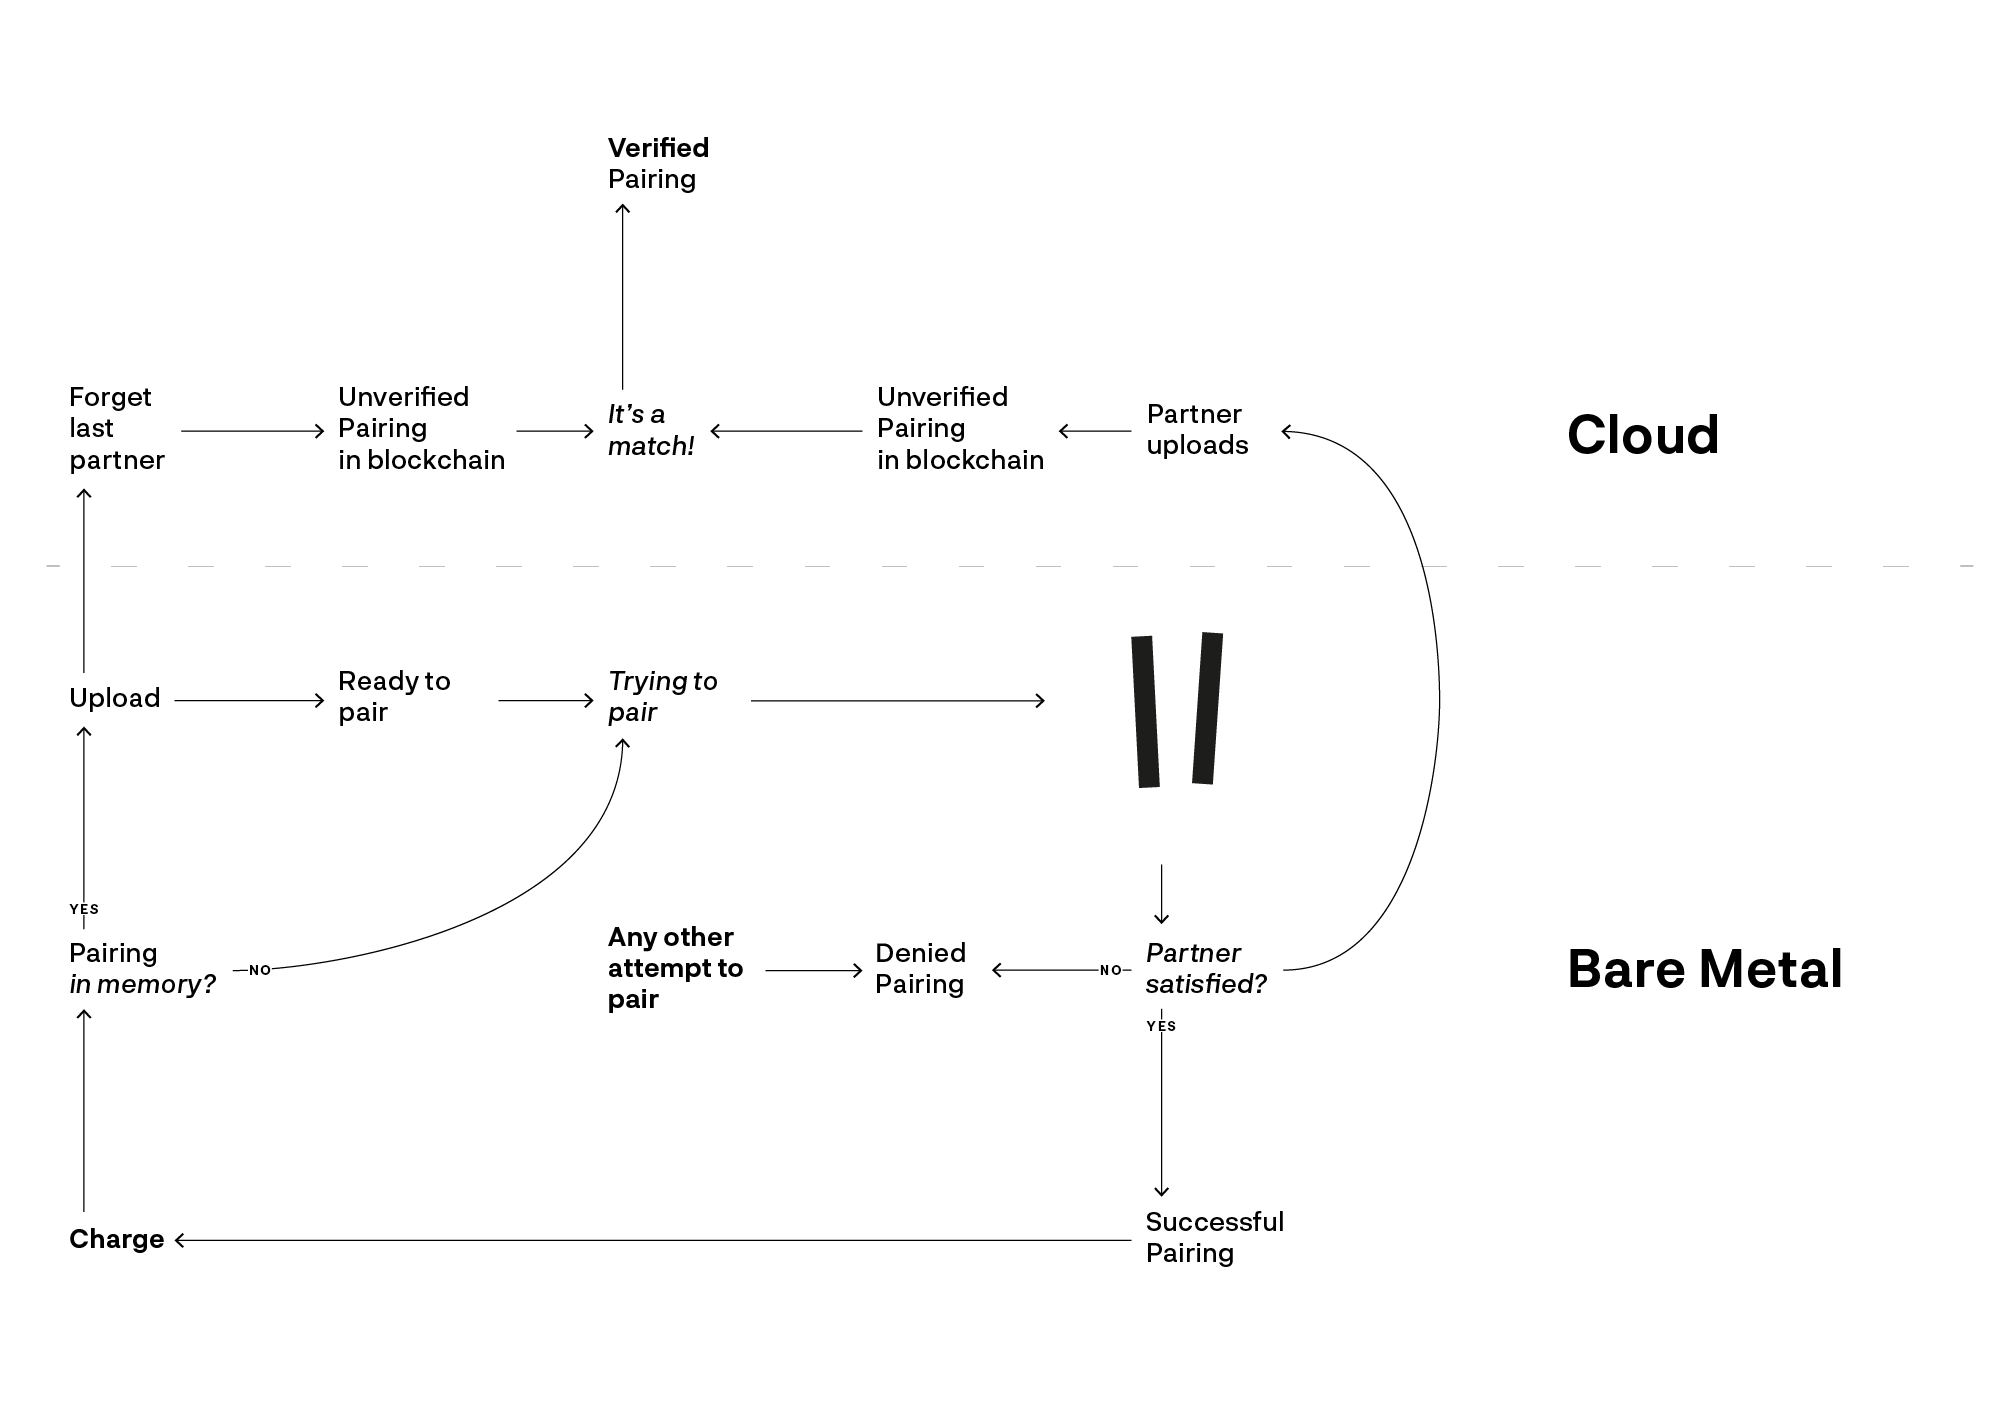 Verified
Pairing
Forget
last
partner
Unverified
Pairing
in blockchain
It’s a
match!
Unverified
Pairing
in blockchain
Partner
uploads
Cloud
Upload
Ready to
pair
Trying to
pair
YES
Pairing
in memory?
NO
Any other
attempt to
pair
Denied
Pairing
NO
Partner
satisfied?
YES
Bare Metal
Charge
Successful
Pairing